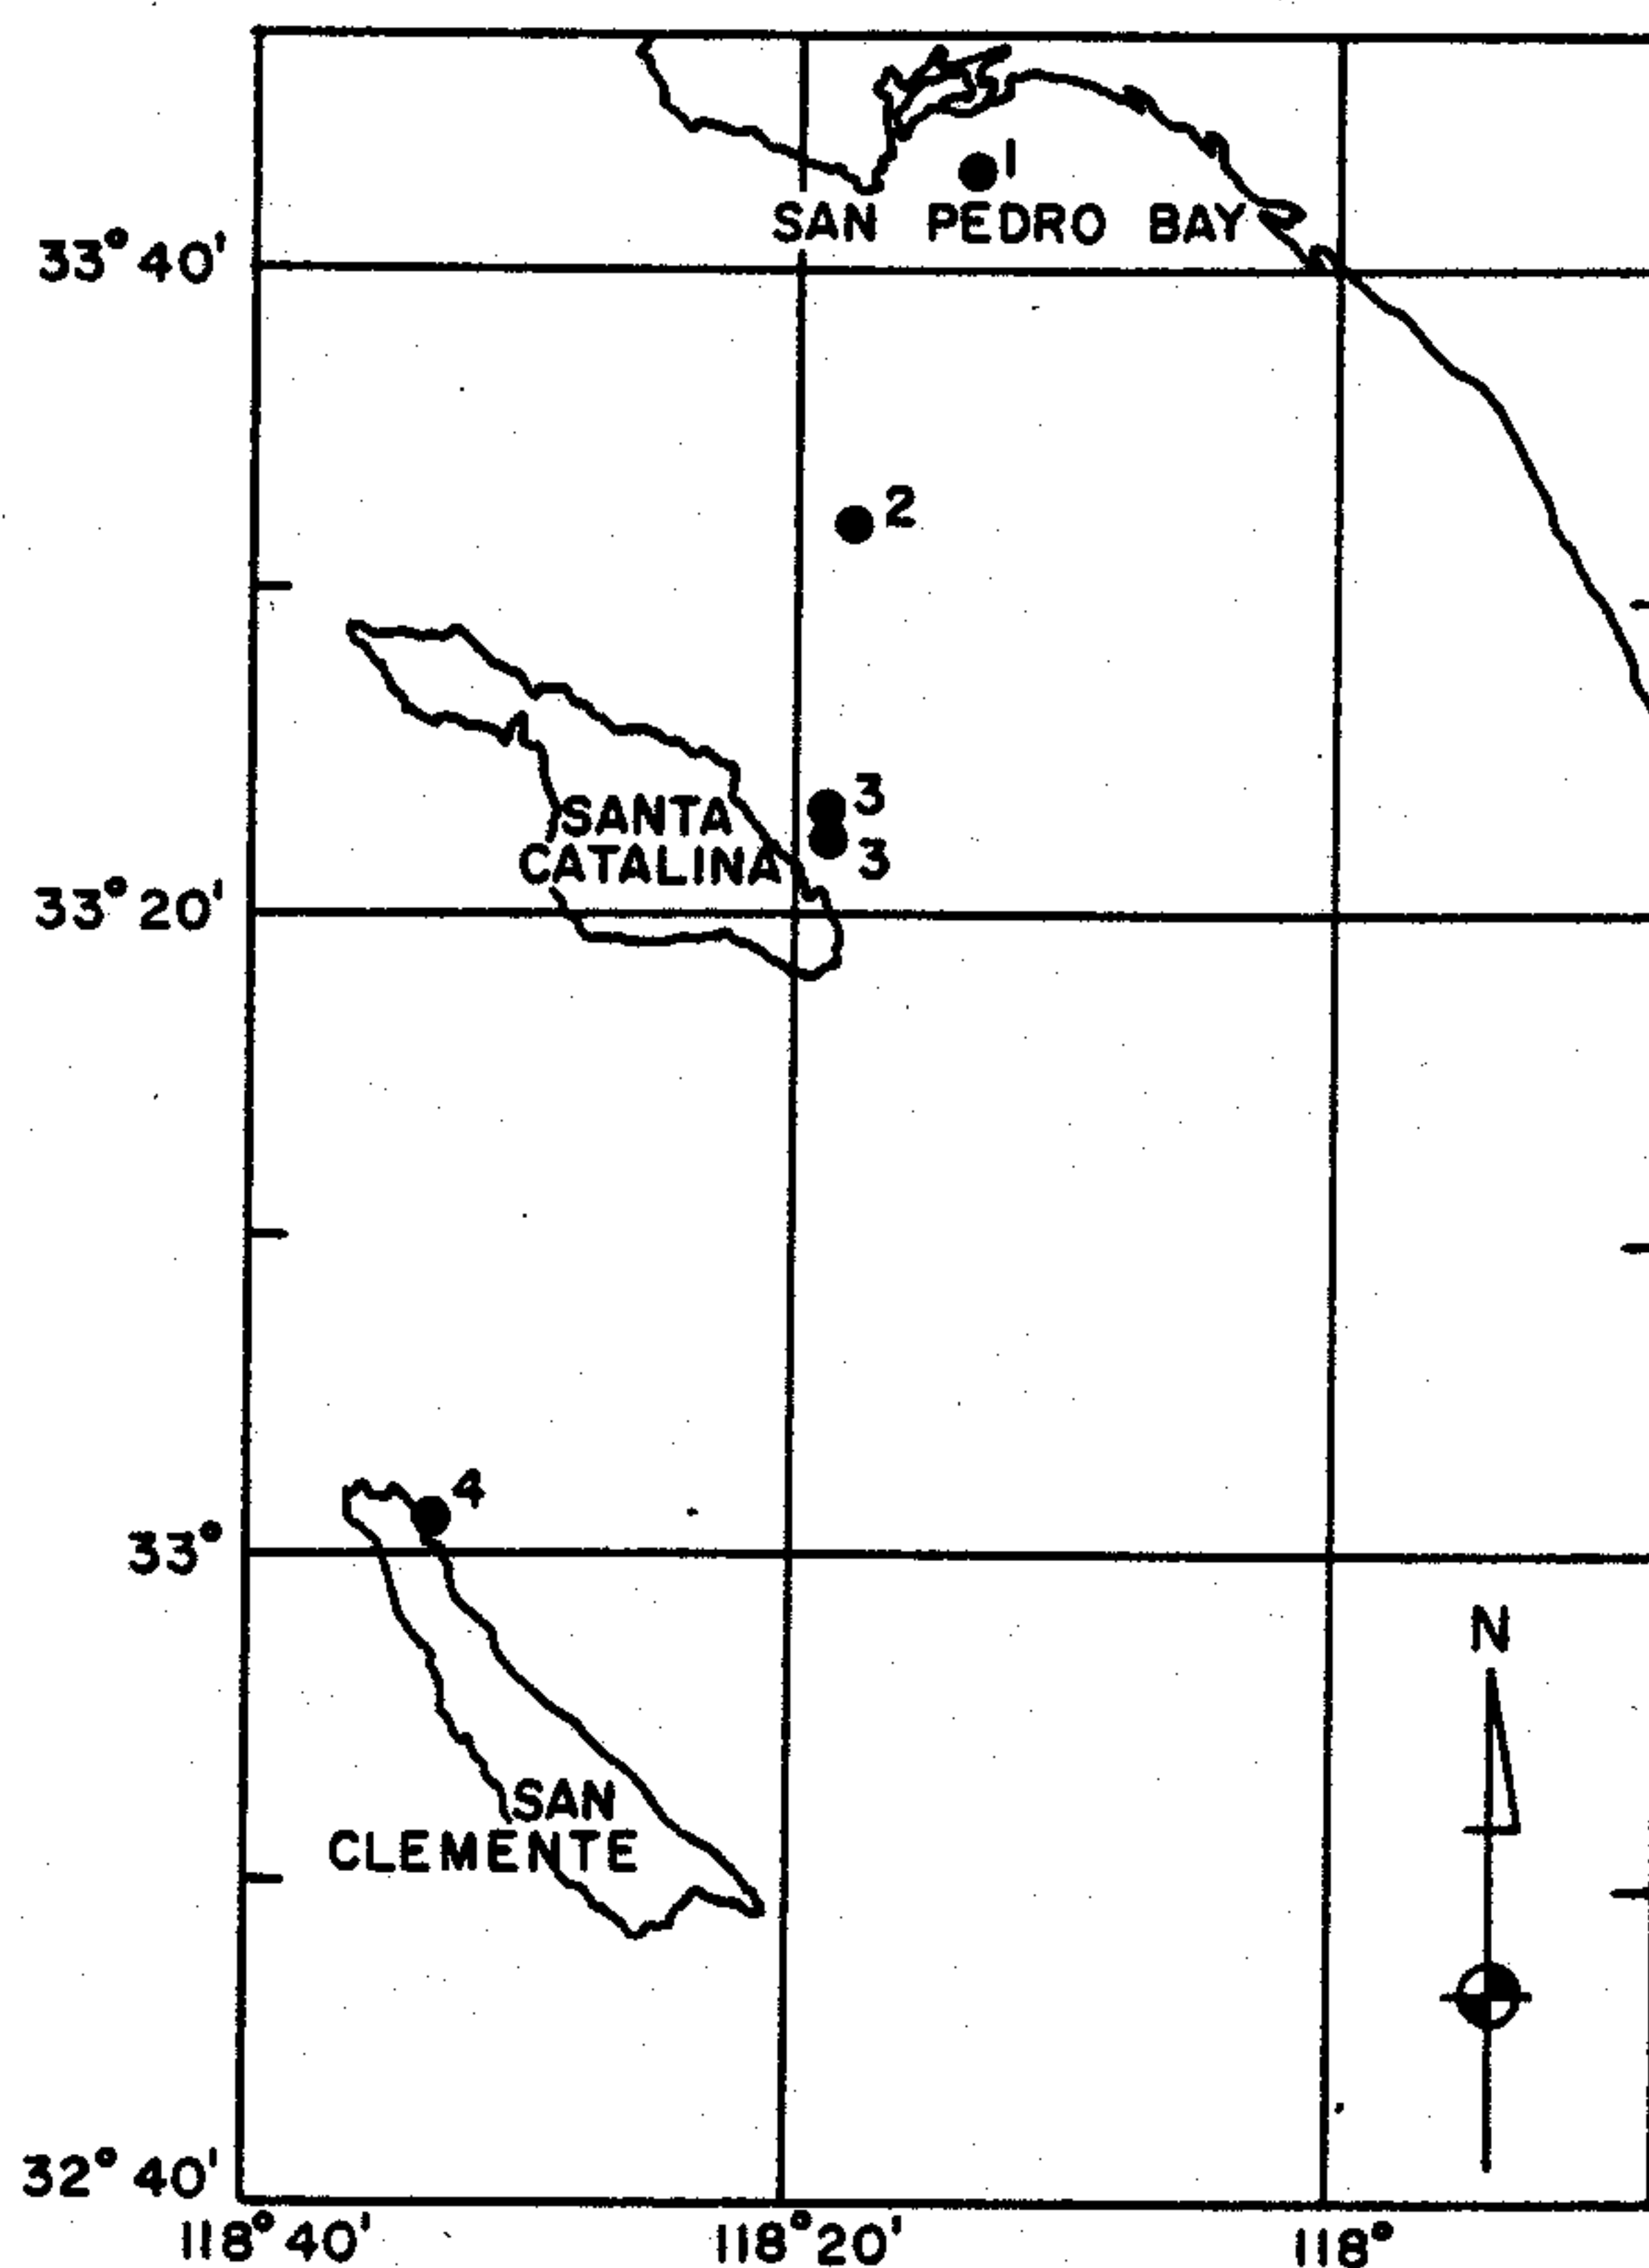 1
SAN PEDRO BAY
33° 40'
2
3
SANTA
CATALINA
3
33° 20'
4
33°
N
SAN
CLEMENTE
32° 40'
118° 40' 118° 20' 118°